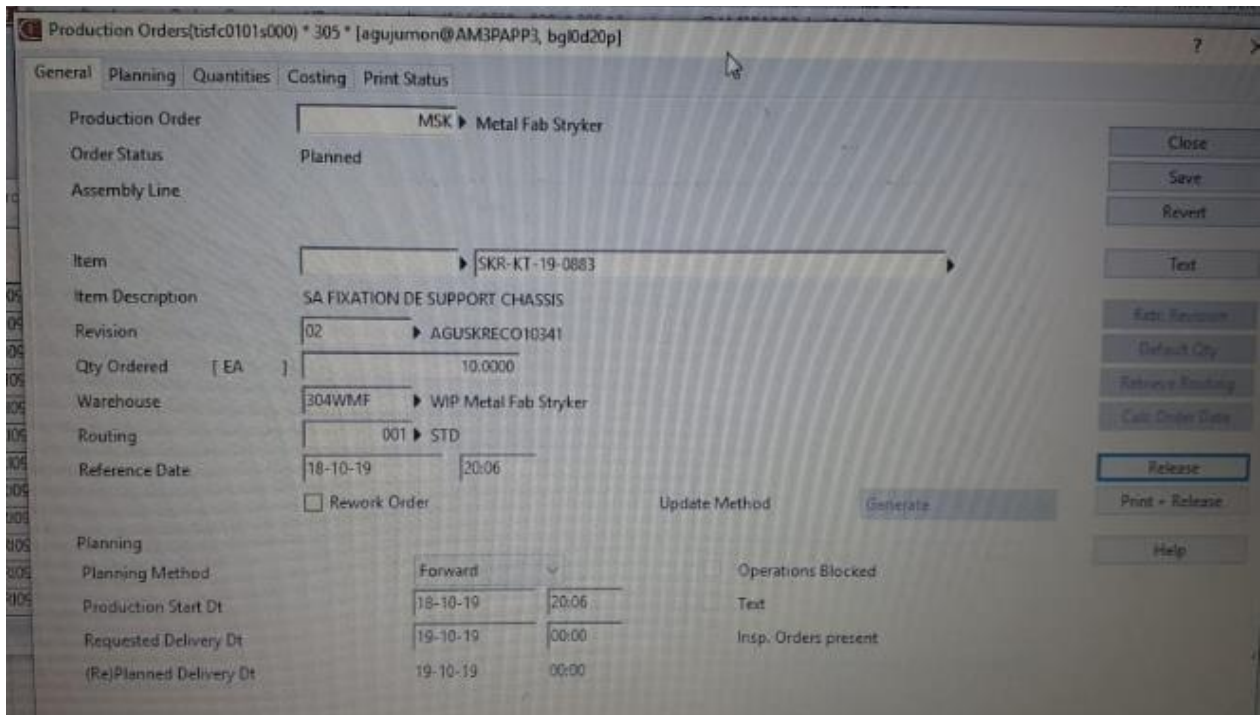 Production Orders(tisfc0101s000) * 305 * [agujumon@AM3PAPP3, bgl0d20p] ?
General Planning Quantities Costing Print Status
Production Order MSK Metal Fab Stryker
Close
Order Status Planned
Save
Assembly Line
Revert
Item SKR-KT-19-0883
Text
Item Description SA FIXATION DE SUPPORT CHASSIS
Revision 02 AGUSKRECO10341
Default Qty
Qty Ordered [ EA ] 10.0000
Retrieve Routing
Warehouse 304WMF WIP Metal Fab Stryker
Calc Order Date
Routing 001 STD
Reference Date 18-10-19 20:06
Release
Rework Order Update Method Generate
Print + Release
Planning
Help
Planning Method Forward Operations Blocked
Production Start Dt 18-10-19 20:06 Text
Requested Delivery Dt 19-10-19 00:00 Insp. Orders present
(Re)Planned Delivery Dt 19-10-19 00:00